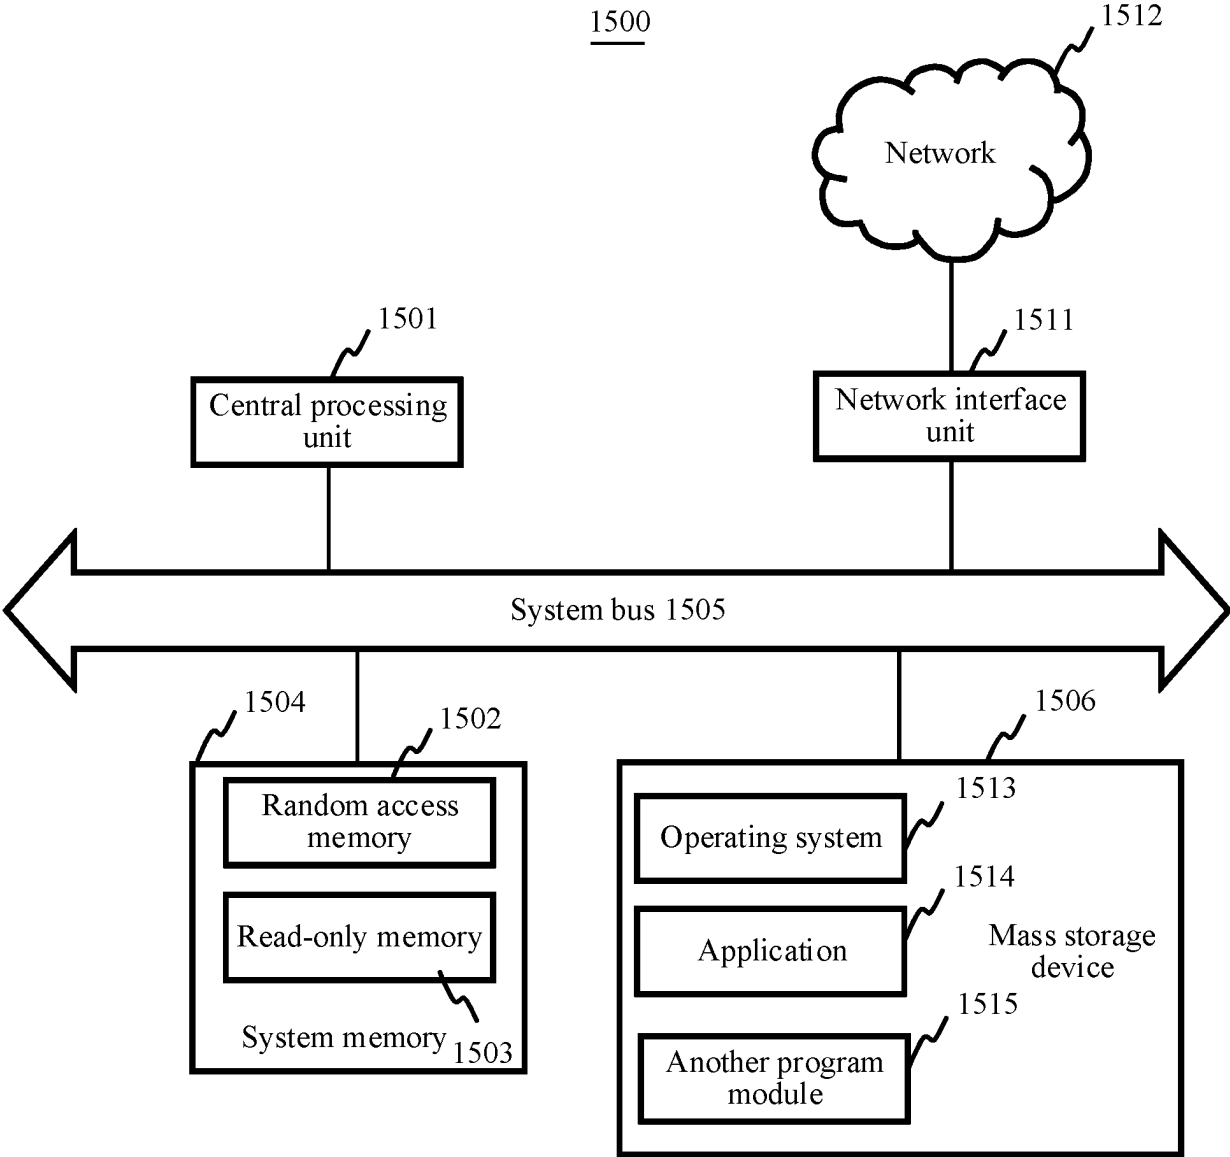 1500
1512
Network
1501
1511
Central processing
unit
Network interface
unit
System bus 1505
1504
1502
1506
Random access
memory
1513
Operating system
1514
Read-only memory
Application
Mass storage
device
1515
System memory
1503
Another program
module